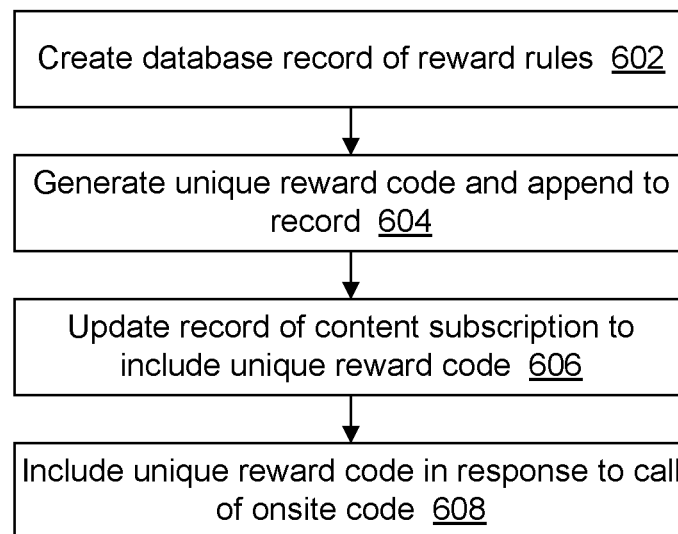 Create database record of reward rules 602
Generate unique reward code and append to
record 604
Update record of content subscription to
include unique reward code 606
Include unique reward code in response to call
of onsite code 608